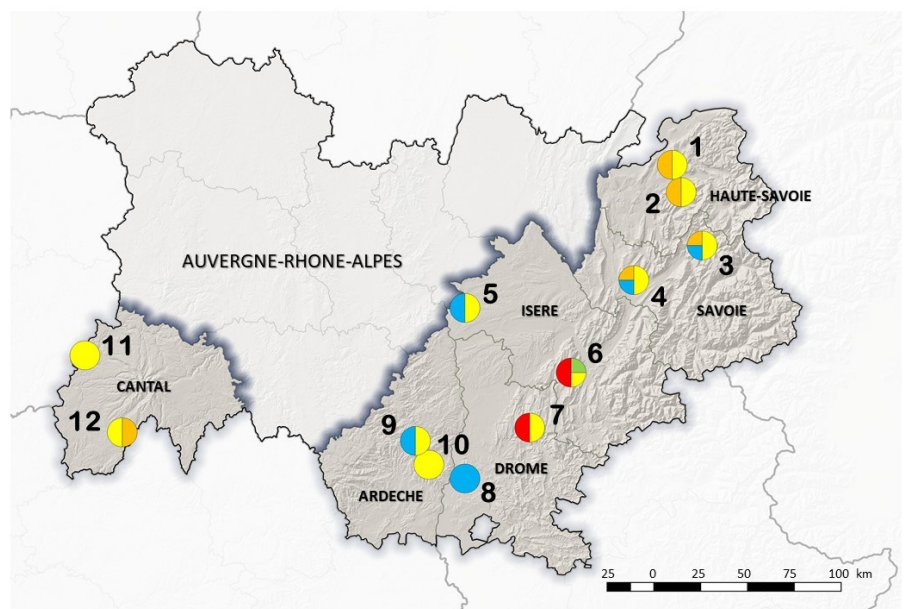 1
2
HAUTE-SAVOIE
3
AUVERGNE-RHONE-ALPES
4
5
ISERE
SAVOIE
6
11
CANTAL
12
7
9
10
DROME
8
ARDECHE
25 0 25 50 75 100 km